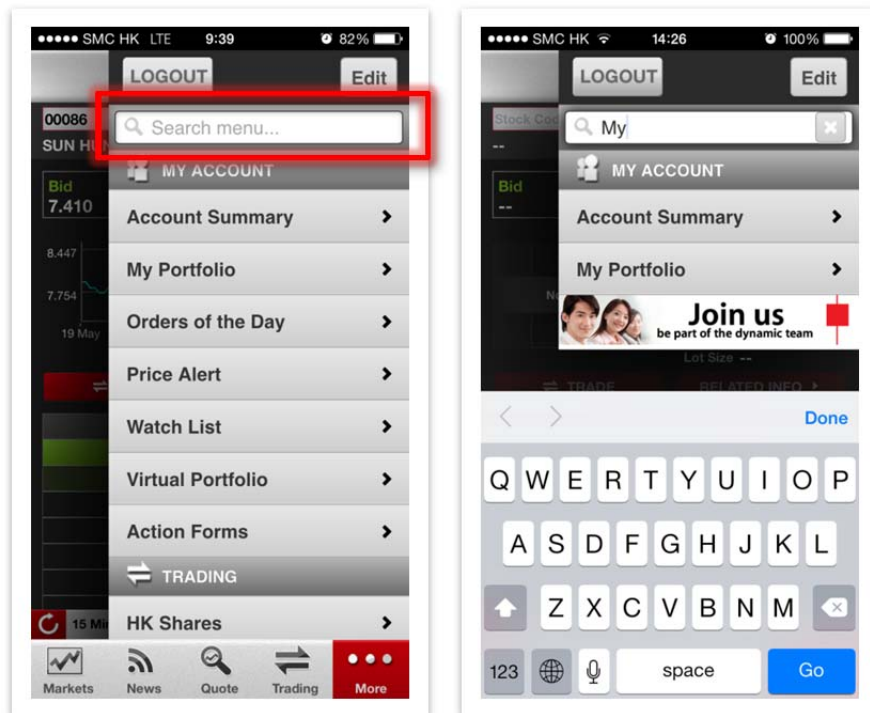 SMC HK LTE 9:39 82%
LOGOUT Edit
00086 Search menu...
SUN HUN
MY ACCOUNT
Bid
7.410
Account Summary
8.447
My Portfolio
7.754
Orders of the Day
19 May
Price Alert
Watch List
Virtual Portfolio
Action Forms
TRADING
15 Min
HK Shares
Markets News Quote Trading More
SMC HK 14:26 100%
LOGOUT Edit
Stock Cod My
--
MY ACCOUNT
Bid
--
Account Summary
My Portfolio
No
Join us
be part of the dynamic team
Lot Size --
TRADE RELATED INFO
Done
Q W E R T Y U I O P
A S D F G H J K L
Z X C V B N M
123 space Go